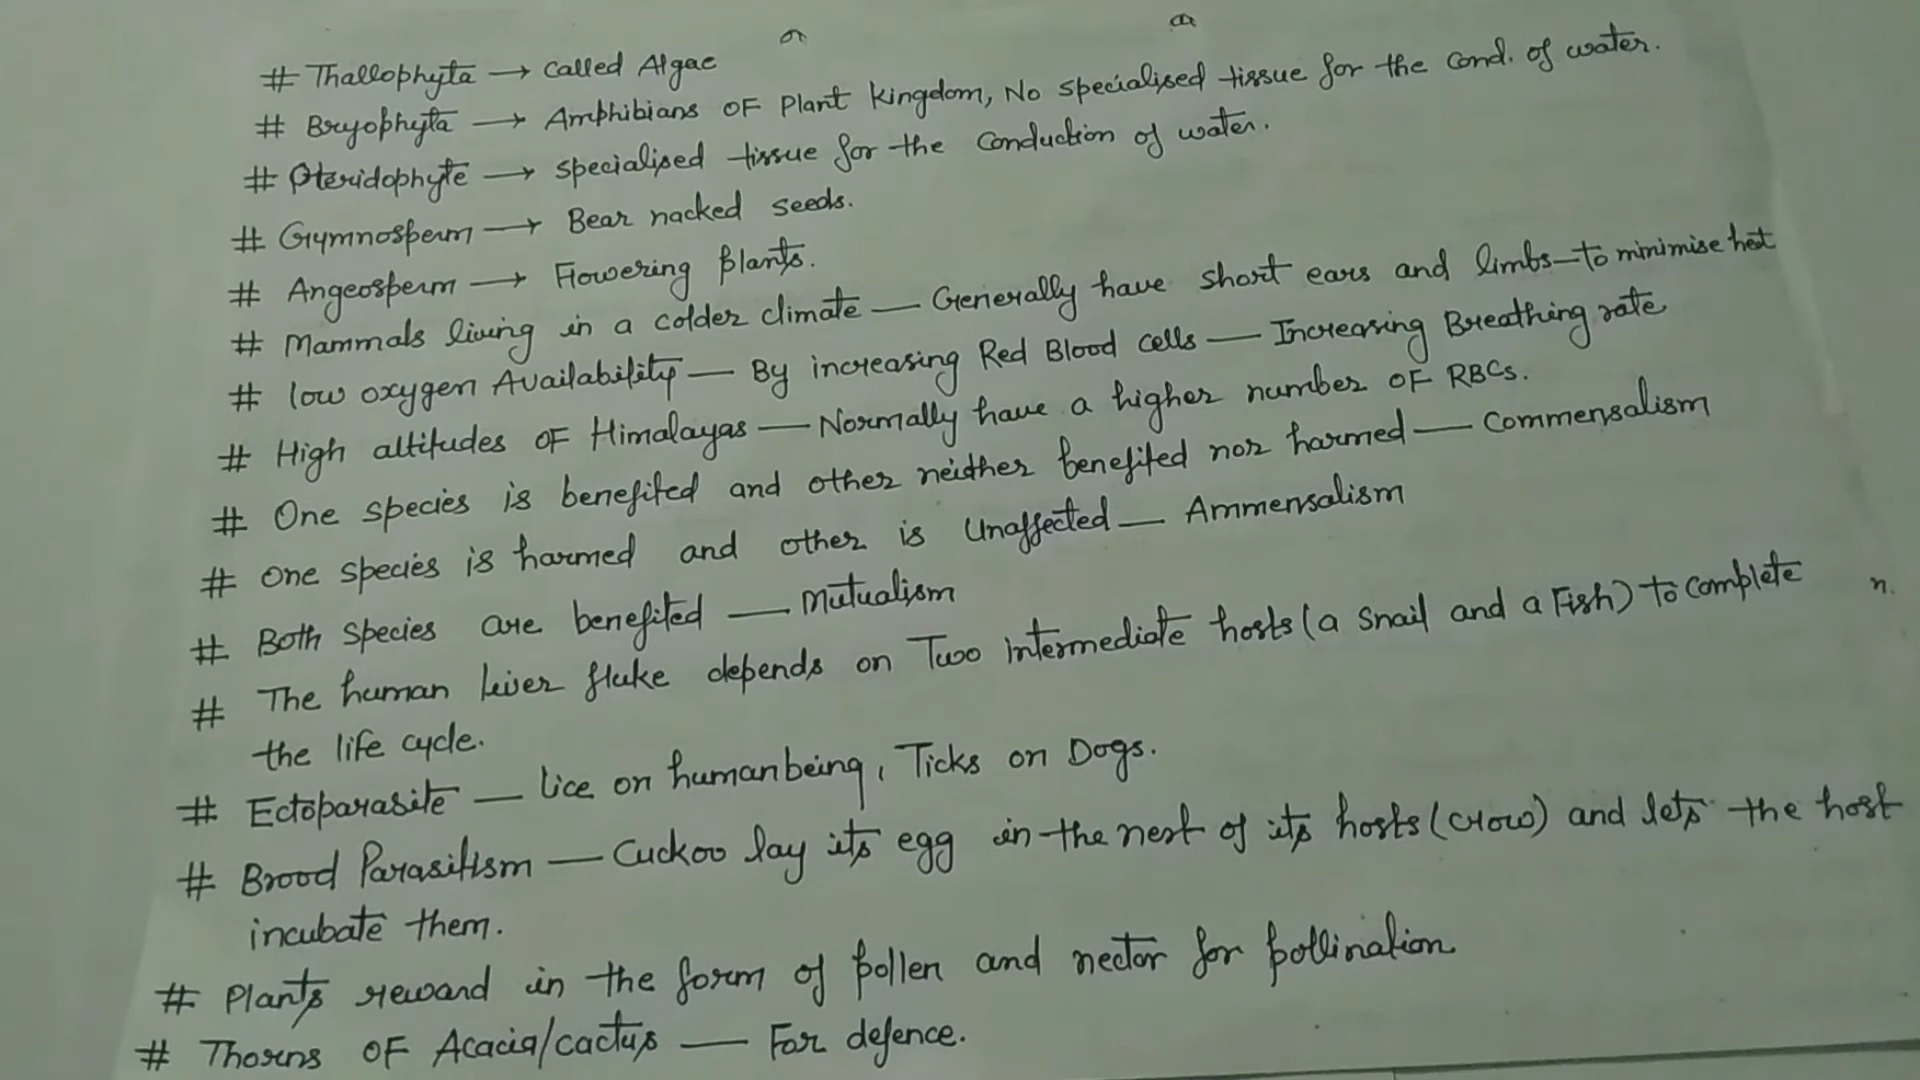 # Thallophyta → called Algae
# Bryophyta → Amphibians OF Plant kingdom, No specialised tissue for the cond. of water.
# Pteridophyte → specialised tissue for the conduction of water.
# Gymnosperm → Bear nacked seeds.
# Angeosperm → Flowering plants.
# Mammals living in a colder climate — Generally have short ears and limbs—to minimise het
# low oxygen Availability — By increasing Red Blood cells — Increasing Breathing rate
# High altitudes OF Himalayas — Normally have a higher number OF RBCs.
# One species is benefited and other neither benefited nor harmed — Commensalism
# One species is harmed and other is Unaffected — Ammensalism
# Both species are benefited — Mutualism
# The human liver fluke depends on Two intermediate hosts (a snail and a Fish) to complete
the life cycle.
# Ectoparasite — lice on humanbeing, Ticks on Dogs.
# Brood Parasitism — Cuckoo lay its egg in the nest of its hosts (crow) and lets the host
incubate them.
# Plants reward in the form of pollen and nector for pollination
# Thorns OF Acacia/cactus — For defence.